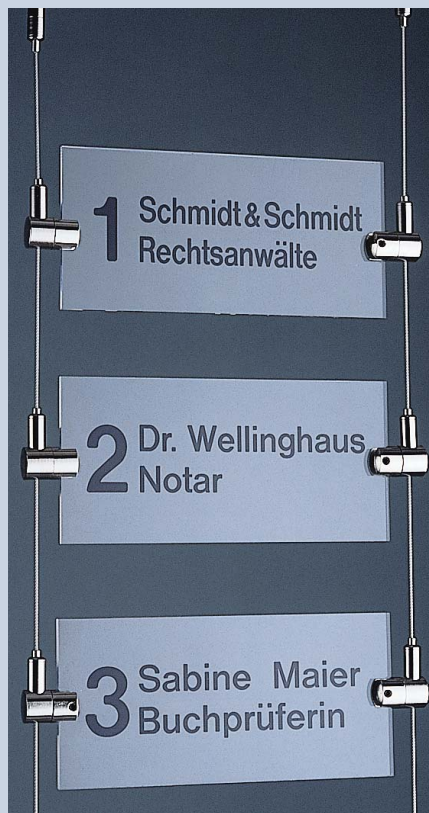 1 Schmidt & Schmidt
Rechtsanwälte
2 Dr. Wellinghaus
Notar
3 Sabine Maier
Buchprüferin